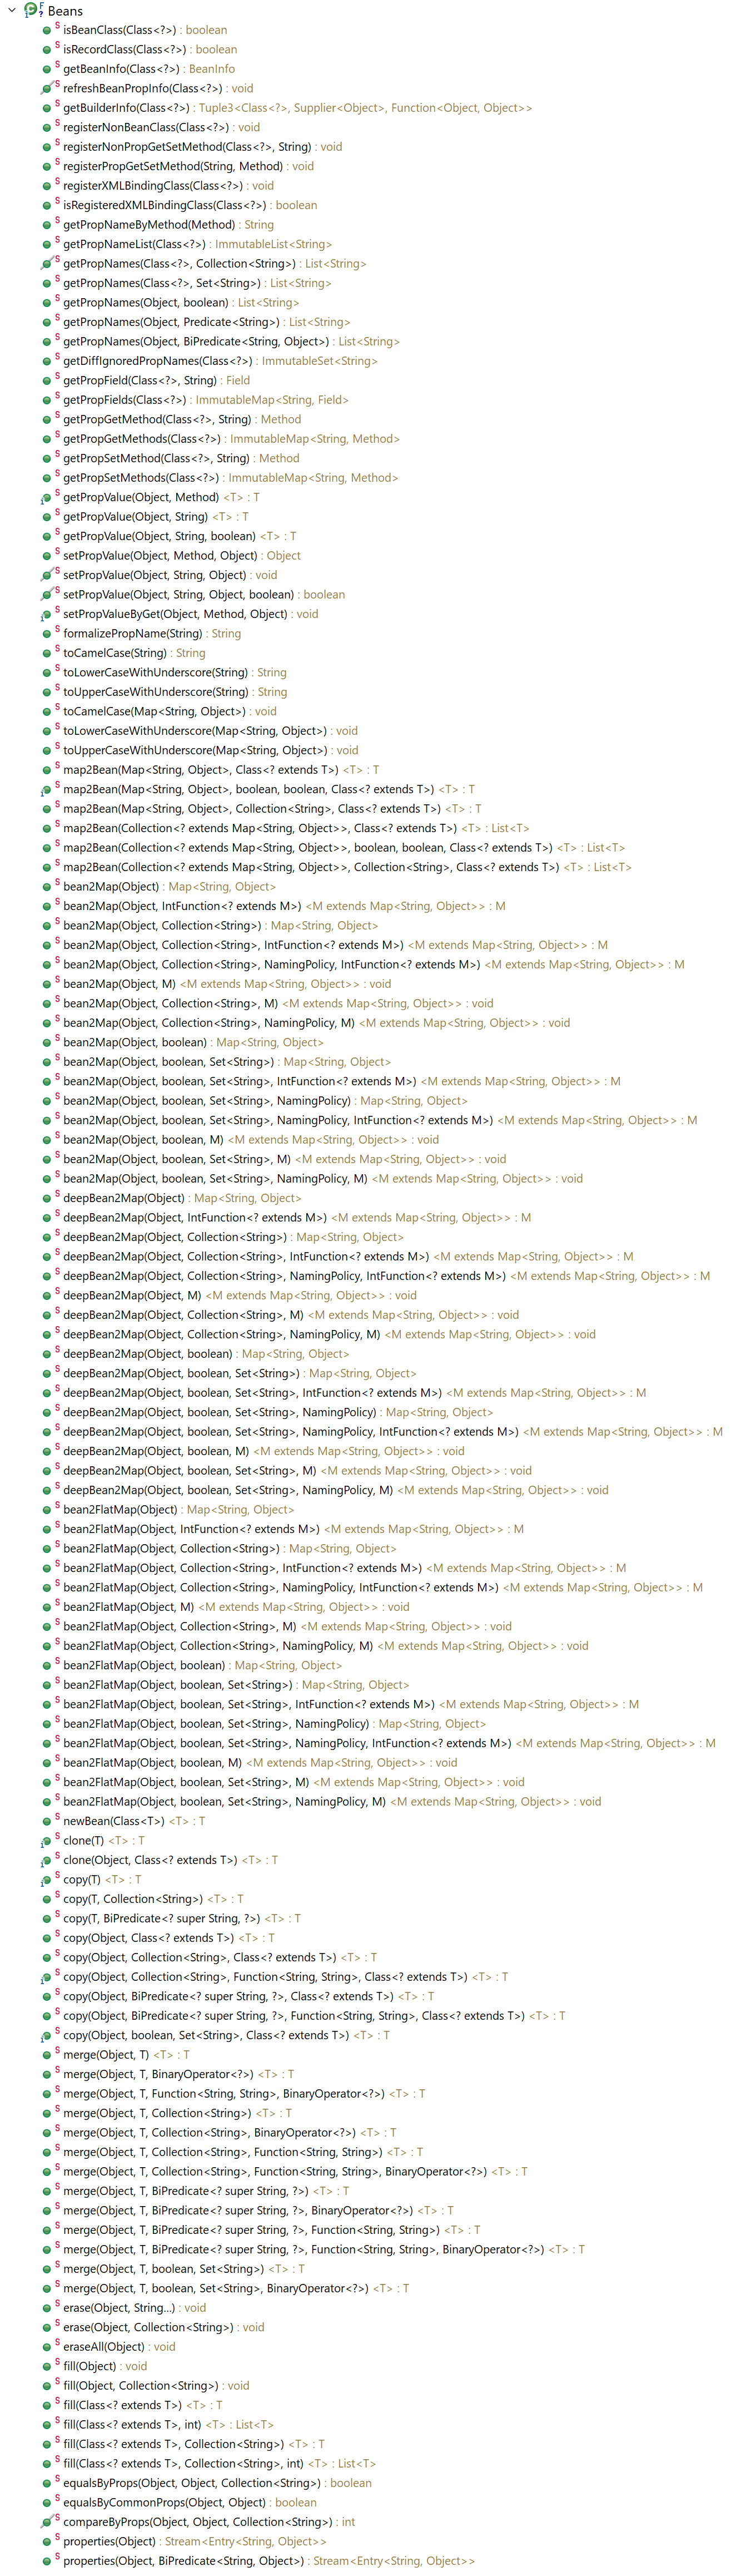 Beans
isBeanClass(Class<?>) : boolean
isRecordClass(Class<?>) : boolean
getBeanInfo(Class<?>) : BeanInfo
refreshBeanPropInfo(Class<?>) : void
getBuilderInfo(Class<?>) : Tuple3<Class<?>, Supplier<Object>, Function<Object, Object>>
registerNonBeanClass(Class<?>) : void
registerNonPropGetSetMethod(Class<?>, String) : void
registerPropGetSetMethod(String, Method) : void
registerXMLBindingClass(Class<?>) : void
isRegisteredXMLBindingClass(Class<?>) : boolean
getPropNameByMethod(Method) : String
getPropNameList(Class<?>) : ImmutableList<String>
getPropNames(Class<?>, Collection<String>) : List<String>
getPropNames(Class<?>, Set<String>) : List<String>
getPropNames(Object, boolean) : List<String>
getPropNames(Object, Predicate<String>) : List<String>
getPropNames(Object, BiPredicate<String, Object>) : List<String>
getDiffIgnoredPropNames(Class<?>) : ImmutableSet<String>
getPropField(Class<?>, String) : Field
getPropFields(Class<?>) : ImmutableMap<String, Field>
getPropGetMethod(Class<?>, String) : Method
getPropGetMethods(Class<?>) : ImmutableMap<String, Method>
getPropSetMethod(Class<?>, String) : Method
getPropSetMethods(Class<?>) : ImmutableMap<String, Method>
getPropValue(Object, Method) <T> : T
getPropValue(Object, String) <T> : T
getPropValue(Object, String, boolean) <T> : T
setPropValue(Object, Method, Object) : Object
setPropValue(Object, String, Object) : void
setPropValue(Object, String, Object, boolean) : boolean
setPropValueByGet(Object, Method, Object) : void
formalizePropName(String) : String
toCamelCase(String) : String
toLowerCaseWithUnderscore(String) : String
toUpperCaseWithUnderscore(String) : String
toCamelCase(Map<String, Object>) : void
toLowerCaseWithUnderscore(Map<String, Object>) : void
toUpperCaseWithUnderscore(Map<String, Object>) : void
map2Bean(Map<String, Object>, Class<? extends T>) <T> : T
map2Bean(Map<String, Object>, boolean, boolean, Class<? extends T>) <T> : T
map2Bean(Map<String, Object>, Collection<String>, Class<? extends T>) <T> : T
map2Bean(Collection<? extends Map<String, Object>>, Class<? extends T>) <T> : List<T>
map2Bean(Collection<? extends Map<String, Object>>, boolean, boolean, Class<? extends T>) <T> : List<T>
map2Bean(Collection<? extends Map<String, Object>>, Collection<String>, Class<? extends T>) <T> : List<T>
bean2Map(Object) : Map<String, Object>
bean2Map(Object, IntFunction<? extends M>) <M extends Map<String, Object>> : M
bean2Map(Object, Collection<String>) : Map<String, Object>
bean2Map(Object, Collection<String>, IntFunction<? extends M>) <M extends Map<String, Object>> : M
bean2Map(Object, Collection<String>, NamingPolicy, IntFunction<? extends M>) <M extends Map<String, Object>> : M
bean2Map(Object, M) <M extends Map<String, Object>> : void
bean2Map(Object, Collection<String>, M) <M extends Map<String, Object>> : void
bean2Map(Object, Collection<String>, NamingPolicy, M) <M extends Map<String, Object>> : void
bean2Map(Object, boolean) : Map<String, Object>
bean2Map(Object, boolean, Set<String>) : Map<String, Object>
bean2Map(Object, boolean, Set<String>, IntFunction<? extends M>) <M extends Map<String, Object>> : M
bean2Map(Object, boolean, Set<String>, NamingPolicy) : Map<String, Object>
bean2Map(Object, boolean, Set<String>, NamingPolicy, IntFunction<? extends M>) <M extends Map<String, Object>> : M
bean2Map(Object, boolean, M) <M extends Map<String, Object>> : void
bean2Map(Object, boolean, Set<String>, M) <M extends Map<String, Object>> : void
bean2Map(Object, boolean, Set<String>, NamingPolicy, M) <M extends Map<String, Object>> : void
deepBean2Map(Object) : Map<String, Object>
deepBean2Map(Object, IntFunction<? extends M>) <M extends Map<String, Object>> : M
deepBean2Map(Object, Collection<String>) : Map<String, Object>
deepBean2Map(Object, Collection<String>, IntFunction<? extends M>) <M extends Map<String, Object>> : M
deepBean2Map(Object, Collection<String>, NamingPolicy, IntFunction<? extends M>) <M extends Map<String, Object>> : M
deepBean2Map(Object, M) <M extends Map<String, Object>> : void
deepBean2Map(Object, Collection<String>, M) <M extends Map<String, Object>> : void
deepBean2Map(Object, Collection<String>, NamingPolicy, M) <M extends Map<String, Object>> : void
deepBean2Map(Object, boolean) : Map<String, Object>
deepBean2Map(Object, boolean, Set<String>) : Map<String, Object>
deepBean2Map(Object, boolean, Set<String>, IntFunction<? extends M>) <M extends Map<String, Object>> : M
deepBean2Map(Object, boolean, Set<String>, NamingPolicy) : Map<String, Object>
deepBean2Map(Object, boolean, Set<String>, NamingPolicy, IntFunction<? extends M>) <M extends Map<String, Object>> : M
deepBean2Map(Object, boolean, M) <M extends Map<String, Object>> : void
deepBean2Map(Object, boolean, Set<String>, M) <M extends Map<String, Object>> : void
deepBean2Map(Object, boolean, Set<String>, NamingPolicy, M) <M extends Map<String, Object>> : void
bean2FlatMap(Object) : Map<String, Object>
bean2FlatMap(Object, IntFunction<? extends M>) <M extends Map<String, Object>> : M
bean2FlatMap(Object, Collection<String>) : Map<String, Object>
bean2FlatMap(Object, Collection<String>, IntFunction<? extends M>) <M extends Map<String, Object>> : M
bean2FlatMap(Object, Collection<String>, NamingPolicy, IntFunction<? extends M>) <M extends Map<String, Object>> : M
bean2FlatMap(Object, M) <M extends Map<String, Object>> : void
bean2FlatMap(Object, Collection<String>, M) <M extends Map<String, Object>> : void
bean2FlatMap(Object, Collection<String>, NamingPolicy, M) <M extends Map<String, Object>> : void
bean2FlatMap(Object, boolean) : Map<String, Object>
bean2FlatMap(Object, boolean, Set<String>) : Map<String, Object>
bean2FlatMap(Object, boolean, Set<String>, IntFunction<? extends M>) <M extends Map<String, Object>> : M
bean2FlatMap(Object, boolean, Set<String>, NamingPolicy) : Map<String, Object>
bean2FlatMap(Object, boolean, Set<String>, NamingPolicy, IntFunction<? extends M>) <M extends Map<String, Object>> : M
bean2FlatMap(Object, boolean, M) <M extends Map<String, Object>> : void
bean2FlatMap(Object, boolean, Set<String>, M) <M extends Map<String, Object>> : void
bean2FlatMap(Object, boolean, Set<String>, NamingPolicy, M) <M extends Map<String, Object>> : void
newBean(Class<T>) <T> : T
clone(T) <T> : T
clone(Object, Class<? extends T>) <T> : T
copy(T) <T> : T
copy(T, Collection<String>) <T> : T
copy(T, BiPredicate<? super String, ?>) <T> : T
copy(Object, Class<? extends T>) <T> : T
copy(Object, Collection<String>, Class<? extends T>) <T> : T
copy(Object, Collection<String>, Function<String, String>, Class<? extends T>) <T> : T
copy(Object, BiPredicate<? super String, ?>, Class<? extends T>) <T> : T
copy(Object, BiPredicate<? super String, ?>, Function<String, String>, Class<? extends T>) <T> : T
copy(Object, boolean, Set<String>, Class<? extends T>) <T> : T
merge(Object, T) <T> : T
merge(Object, T, BinaryOperator<?>) <T> : T
merge(Object, T, Function<String, String>, BinaryOperator<?>) <T> : T
merge(Object, T, Collection<String>) <T> : T
merge(Object, T, Collection<String>, BinaryOperator<?>) <T> : T
merge(Object, T, Collection<String>, Function<String, String>) <T> : T
merge(Object, T, Collection<String>, Function<String, String>, BinaryOperator<?>) <T> : T
merge(Object, T, BiPredicate<? super String, ?>) <T> : T
merge(Object, T, BiPredicate<? super String, ?>, BinaryOperator<?>) <T> : T
merge(Object, T, BiPredicate<? super String, ?>, Function<String, String>) <T> : T
merge(Object, T, BiPredicate<? super String, ?>, Function<String, String>, BinaryOperator<?>) <T> : T
merge(Object, T, boolean, Set<String>) <T> : T
merge(Object, T, boolean, Set<String>, BinaryOperator<?>) <T> : T
erase(Object, String...) : void
erase(Object, Collection<String>) : void
eraseAll(Object) : void
fill(Object) : void
fill(Object, Collection<String>) : void
fill(Class<? extends T>) <T> : T
fill(Class<? extends T>, int) <T> : List<T>
fill(Class<? extends T>, Collection<String>) <T> : T
fill(Class<? extends T>, Collection<String>, int) <T> : List<T>
equalsByProps(Object, Object, Collection<String>) : boolean
equalsByCommonProps(Object, Object) : boolean
compareByProps(Object, Object, Collection<String>) : int
properties(Object) : Stream<Entry<String, Object>>
properties(Object, BiPredicate<String, Object>) : Stream<Entry<String, Object>>